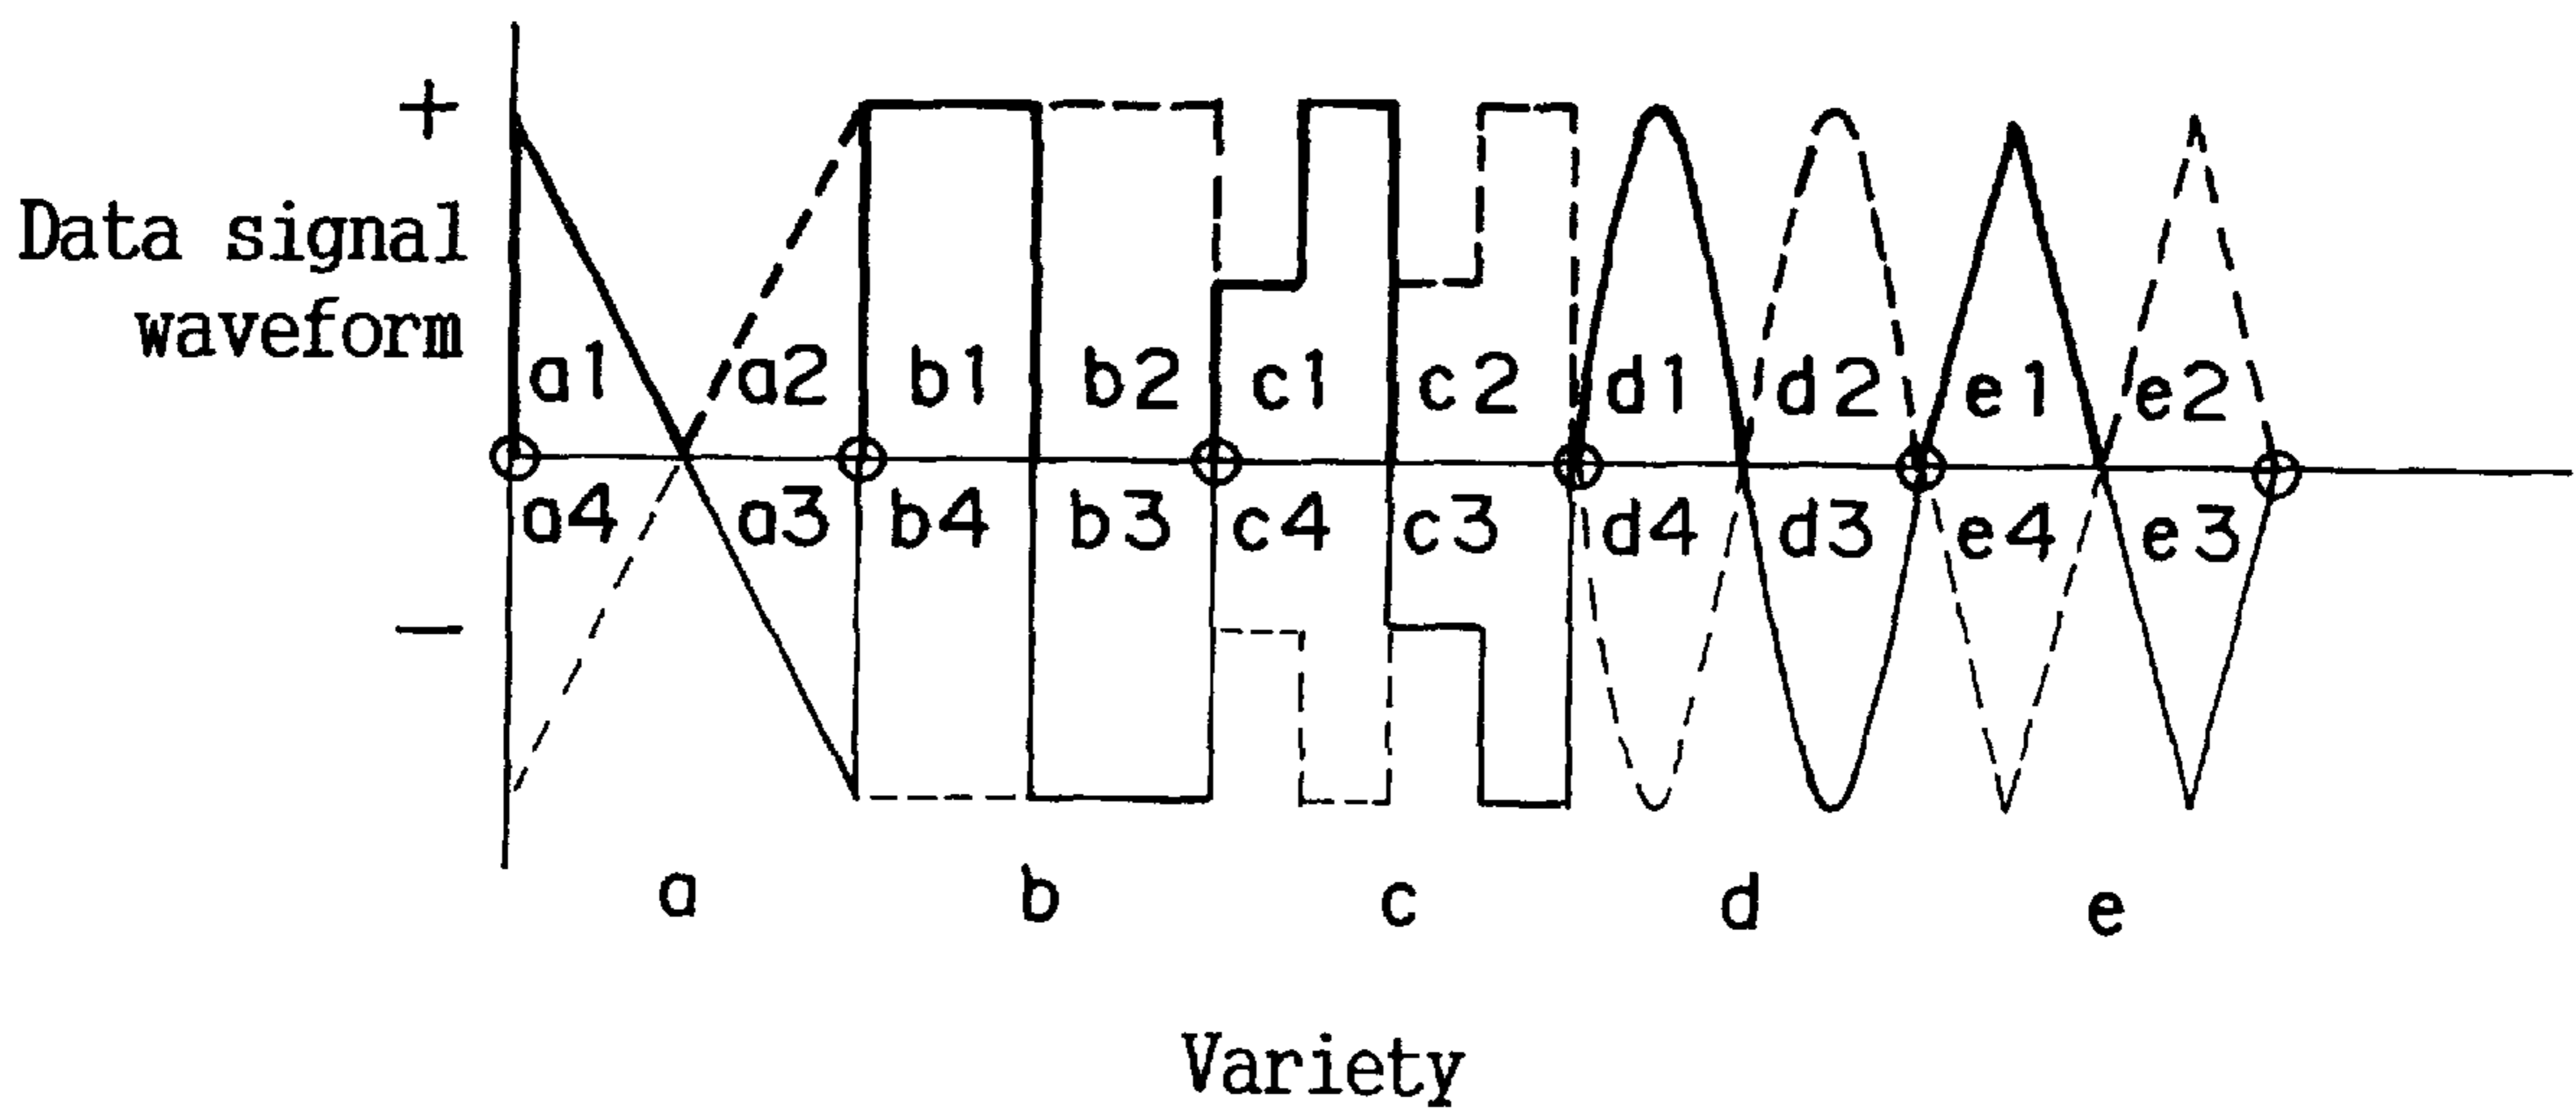 +
Data signal
waveform
a1 a2 b1 b2 c1 c2 d1 d2 e1 e2
a4 a3 b4 b3 c4 c3 d4 d3 e4 e3
−
a b c d e
Variety